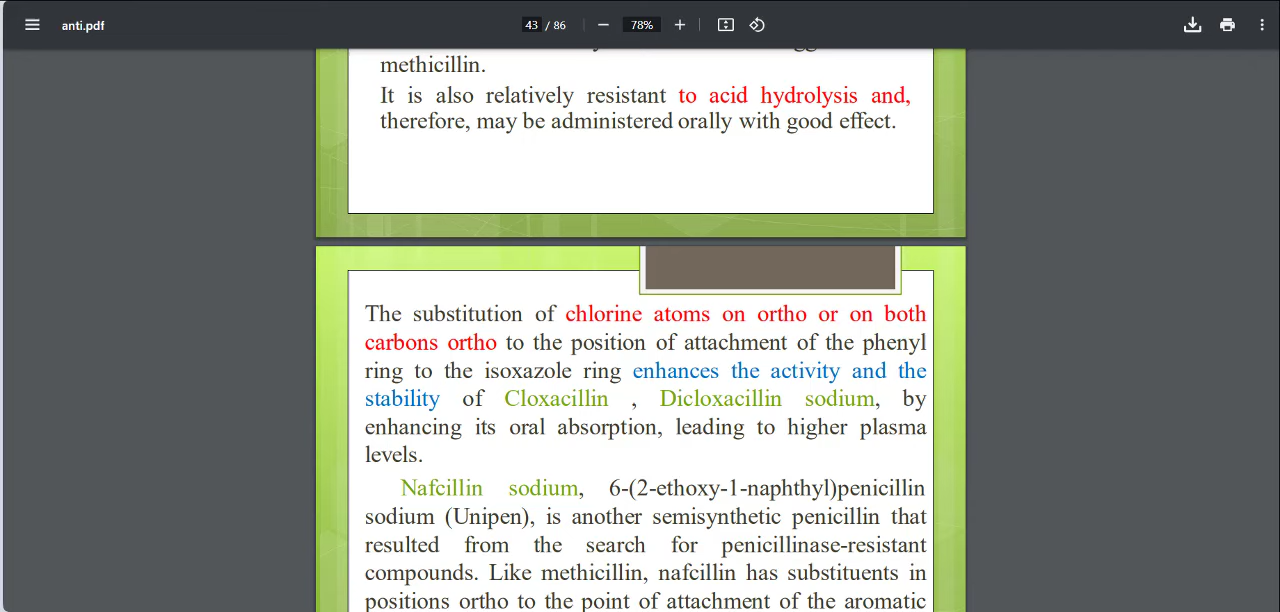 anti.pdf
43 / 86
78%
methicillin.
It is also relatively resistant to acid hydrolysis and,
therefore, may be administered orally with good effect.
The substitution of chlorine atoms on ortho or on both
carbons ortho to the position of attachment of the phenyl
ring to the isoxazole ring enhances the activity and the
stability of Cloxacillin , Dicloxacillin sodium, by
enhancing its oral absorption, leading to higher plasma
levels.
Nafcillin sodium, 6-(2-ethoxy-1-naphthyl)penicillin
sodium (Unipen), is another semisynthetic penicillin that
resulted from the search for penicillinase-resistant
compounds. Like methicillin, nafcillin has substituents in
positions ortho to the point of attachment of the aromatic